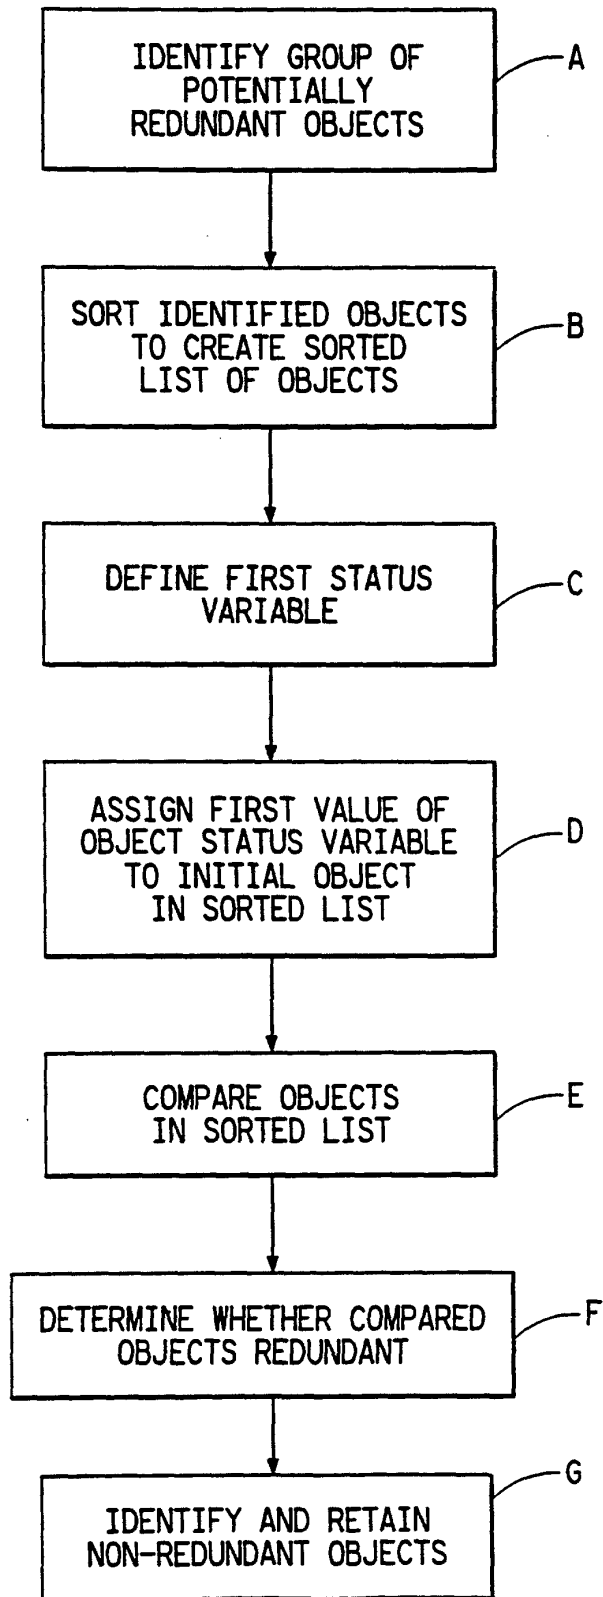 IDENTIFY GROUP OF
POTENTIALLY
REDUNDANT OBJECTS
A
SORT IDENTIFIED OBJECTS
TO CREATE SORTED
LIST OF OBJECTS
B
DEFINE FIRST STATUS
VARIABLE
C
ASSIGN FIRST VALUE OF
OBJECT STATUS VARIABLE
TO INITIAL OBJECT
IN SORTED LIST
D
COMPARE OBJECTS
IN SORTED LIST
E
DETERMINE WHETHER COMPARED
OBJECTS REDUNDANT
F
IDENTIFY AND RETAIN
NON-REDUNDANT OBJECTS
G